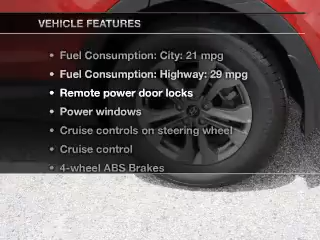 VEHICLE FEATURES
• Fuel Consumption: City: 21 mpg
• Fuel Consumption: Highway: 29 mpg
• Remote power door locks
• Power windows
• Cruise controls on steering wheel
• Cruise control
• 4-wheel ABS Brakes